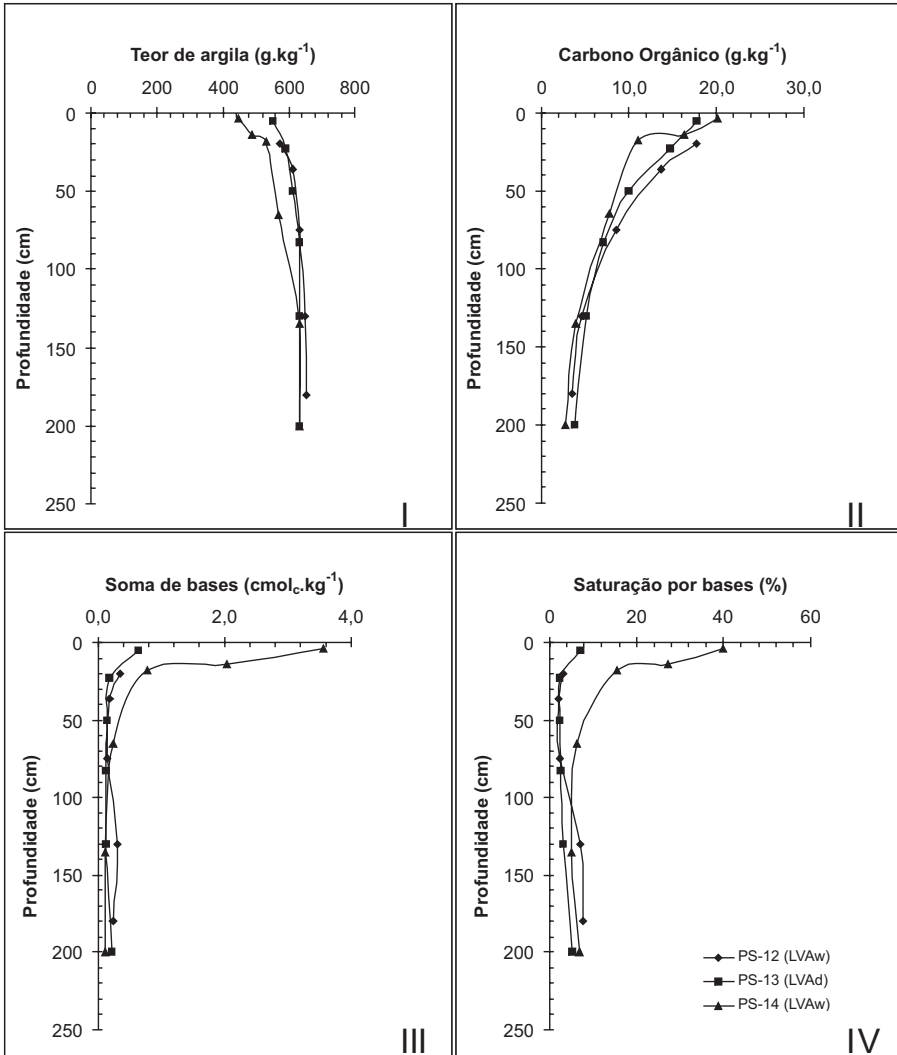 Teor de argila (g.kg⁻¹)
0 200 400 600 800
0
50
100
150
200
250
Profundidade (cm)
I
Carbono Orgânico (g.kg⁻¹)
0 10,0 20,0 30,0
0
50
100
150
200
250
Profundidade (cm)
II
Soma de bases (cmolc.kg⁻¹)
0,0 2,0 4,0
0
50
100
150
200
250
Profundidade (cm)
III
Saturação por bases (%)
0 20 40 60
0
50
100
150
200
250
Profundidade (cm)
PS-12 (LVAw)
PS-13 (LVAd)
PS-14 (LVAw)
IV